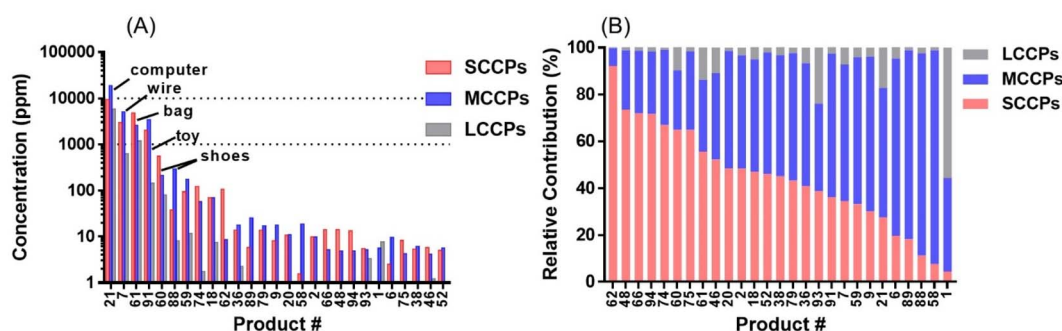 (A)
Concentration (ppm)
100000
10000
1000
100
10
1
computer
wire
bag
toy
shoes
SCCPs
MCCPs
LCCPs
21 7 61 91 60 88 59 74 18 62 36 89 79 9 20 58 2 66 48 94 93 1 6 75 38 46 52
Product #
(B)
Relative Contribution (%)
100
80
60
40
20
0
LCCPs
MCCPs
SCCPs
62 48 66 94 74 60 75 61 46 20 2 18 52 38 79 36 93 91 7 59 9 21 6 89 88 58 1
Product #